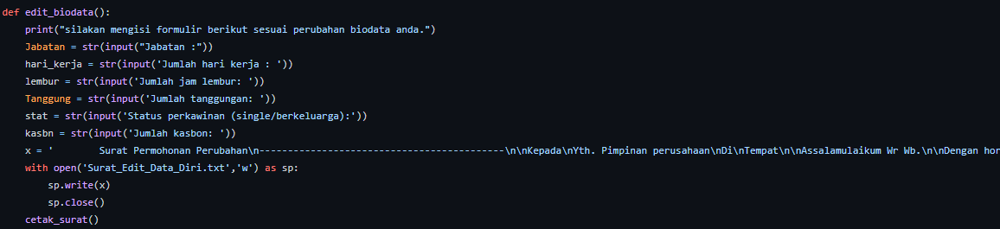 def edit_biodata():
    print("silakan mengisi formulir berikut sesuai perubahan biodata anda.")
    Jabatan = str(input("Jabatan :"))
    hari_kerja = str(input('Jumlah hari kerja : '))
    lembur = str(input('Jumlah jam lembur: '))
    Tanggung = str(input('Jumlah tanggungan: '))
    stat = str(input('Status perkawinan (single/berkeluarga):'))
    kasbn = str(input('Jumlah kasbon: '))
    x = '        Surat Permohonan Perubahan\n-------------------------------------------\n\nKepada\nYth. Pimpinan perusahaan\nDi\nTempat\n\nAssalamulaikum Wr Wb.\n\nDengan hor
    with open('Surat_Edit_Data_Diri.txt','w') as sp:
        sp.write(x)
        sp.close()
    cetak_surat()